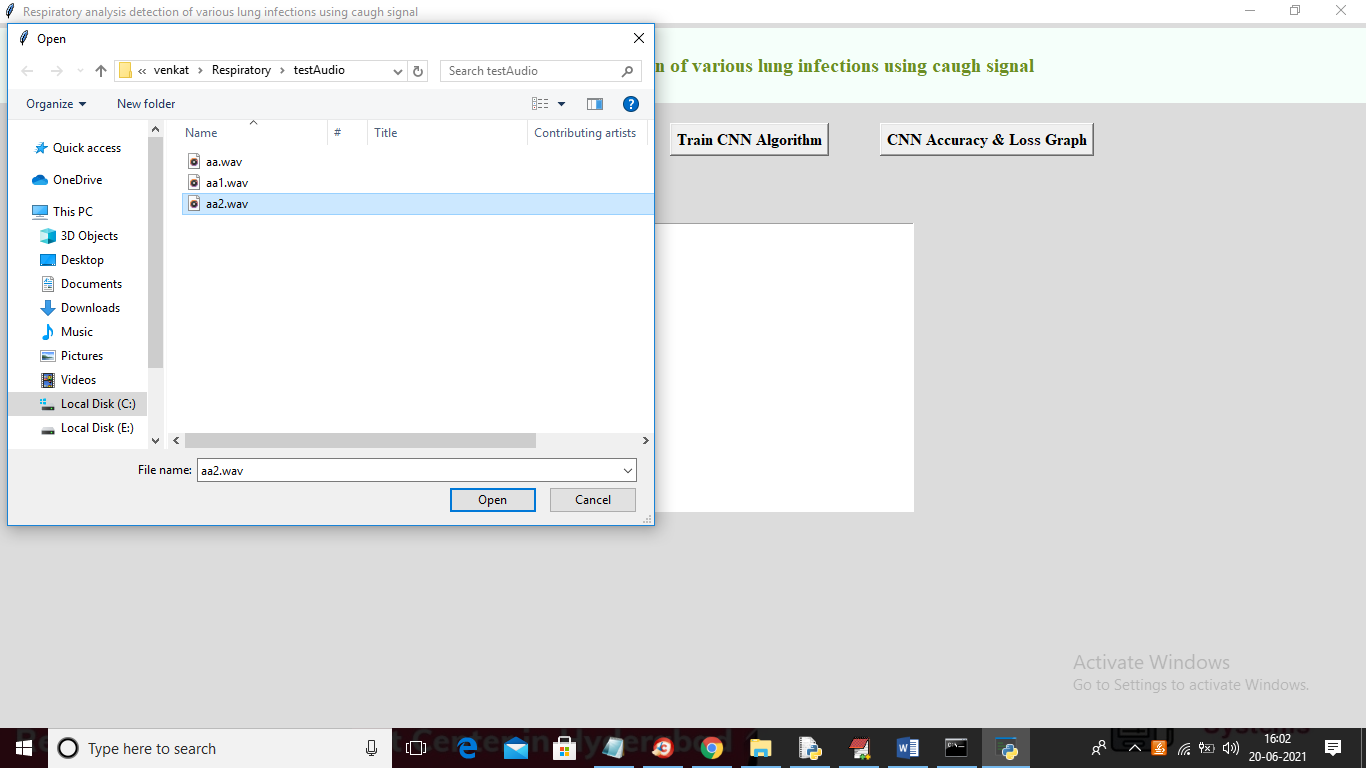 Respiratory analysis detection of various lung infections using caugh signal
Open
« venkat › Respiratory › testAudio
Search testAudio
n of various lung infections using caugh signal
Organize
New folder
Name
#
Title
Contributing artists
Train CNN Algorithm
CNN Accuracy & Loss Graph
Quick access
OneDrive
This PC
3D Objects
Desktop
Documents
Downloads
Music
Pictures
Videos
Local Disk (C:)
Local Disk (E:)
aa.wav
aa1.wav
aa2.wav
File name: aa2.wav
Open
Cancel
Activate Windows
Go to Settings to activate Windows.
Type here to search
16:02
20-06-2021